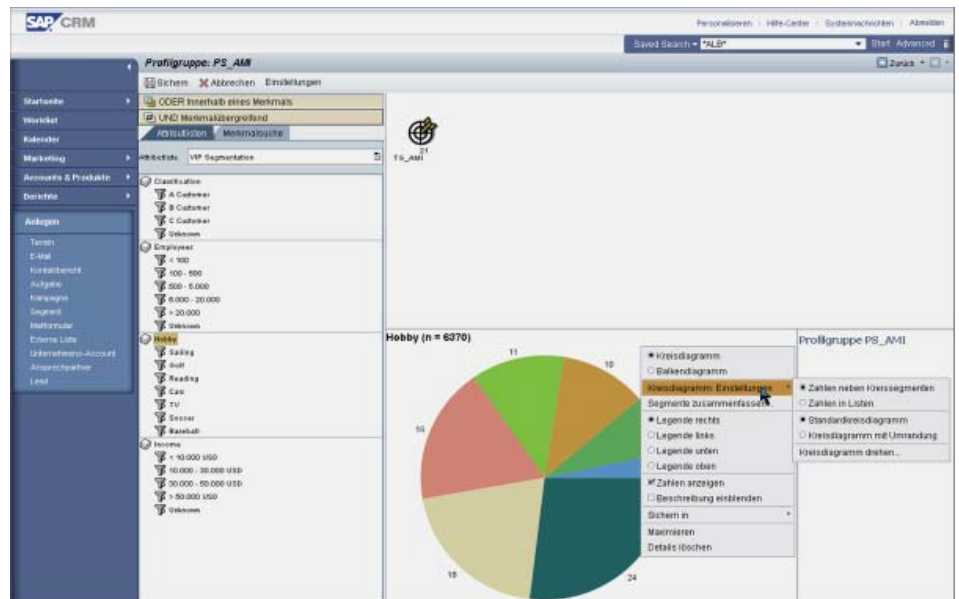 SAP CRM
Personalisieren Hilfe-Center Systemnachrichten Abmelden
Saved Search *ALB* Start Advanced
Profilgruppe: PS_AMI
Zurück
Sichern Abbrechen Einstellungen
ODER Innerhalb eines Merkmals
UND Merkmalübergreifend
Attributlisten Merkmalsuche
Attributliste VIP Segmentation
Startseite
Worklist
Kalender
Marketing
Accounts & Produkte
Berichte
Anlegen
Termin
E-Mail
Kontaktbericht
Aufgabe
Kampagne
Segment
Mailformular
Externe Liste
Unternehmens-Account
Ansprechpartner
Lead
Classification
A Customer
B Customer
C Customer
Unknown
Employees
< 100
100 - 500
500 - 5.000
6.000 - 20.000
> 20.000
Unknown
Hobby
Sailing
Golf
Reading
Cars
TV
Soccer
Baseball
Income
< 10.000 USD
10.000 - 30.000 USD
30.000 - 50.000 USD
> 50.000 USD
Unknown
21
TG_AMI
Hobby (n = 6370)
11
10
16
18
24
Kreisdiagramm
Balkendiagramm
Kreisdiagramm: Einstellungen
Segmente zusammenfassen...
Legende rechts
Legende links
Legende unten
Legende oben
Zahlen anzeigen
Beschreibung einblenden
Sichern in
Maximieren
Details löschen
Profilgruppe PS_AMI
Zahlen neben Kreissegmenten
Zahlen in Listen
Standardkreisdiagramm
Kreisdiagramm mit Umrandung
Kreisdiagramm drehen...